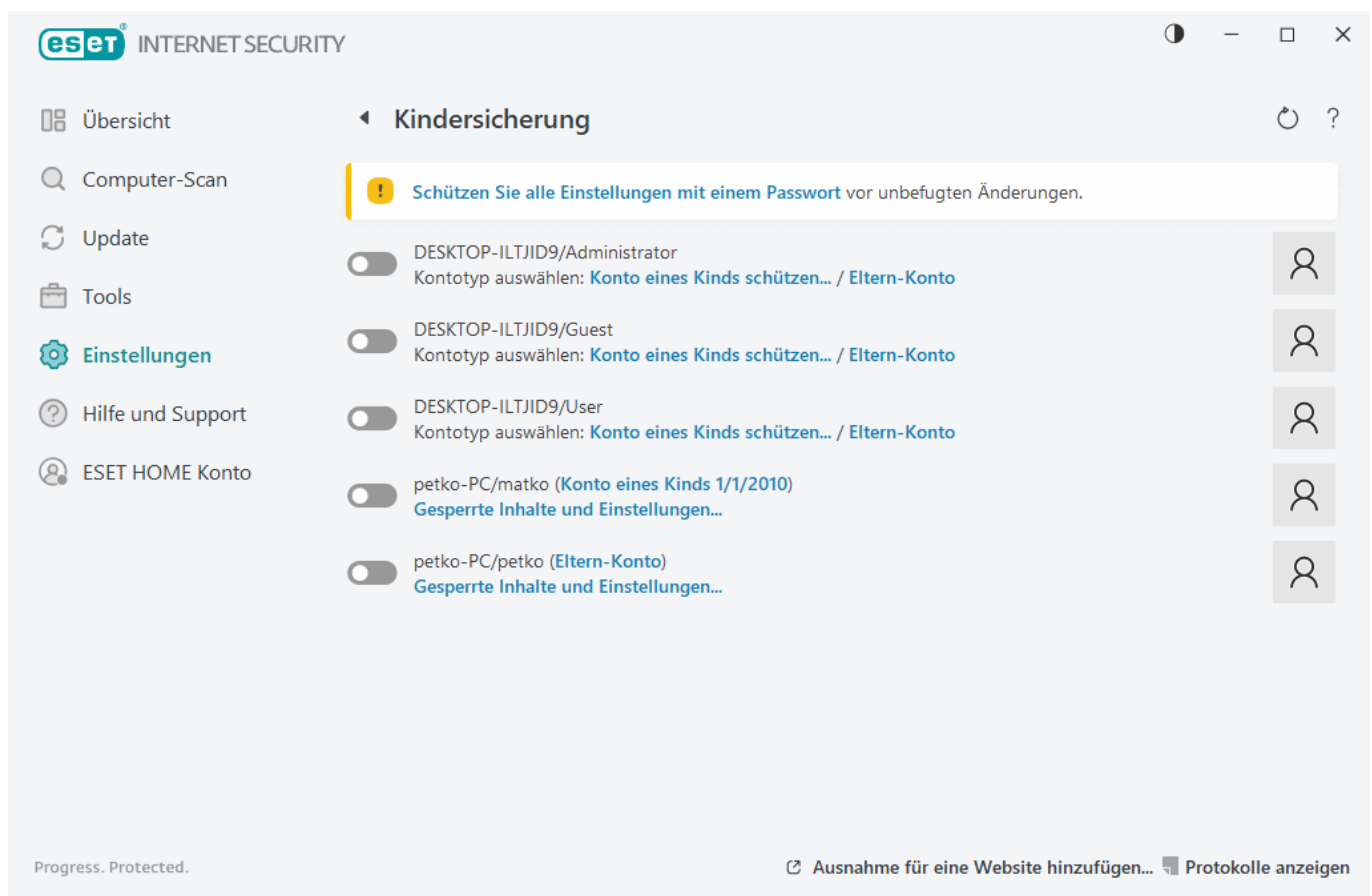 eset® INTERNET SECURITY
Übersicht
Computer-Scan
Update
Tools
Einstellungen
Hilfe und Support
ESET HOME Konto
Kindersicherung
?
! Schützen Sie alle Einstellungen mit einem Passwort vor unbefugten Änderungen.
DESKTOP-ILTJID9/Administrator
Kontotyp auswählen: Konto eines Kinds schützen... / Eltern-Konto
DESKTOP-ILTJID9/Guest
Kontotyp auswählen: Konto eines Kinds schützen... / Eltern-Konto
DESKTOP-ILTJID9/User
Kontotyp auswählen: Konto eines Kinds schützen... / Eltern-Konto
petko-PC/matko (Konto eines Kinds 1/1/2010)
Gesperrte Inhalte und Einstellungen...
petko-PC/petko (Eltern-Konto)
Gesperrte Inhalte und Einstellungen...
Progress. Protected.
Ausnahme für eine Website hinzufügen... Protokolle anzeigen